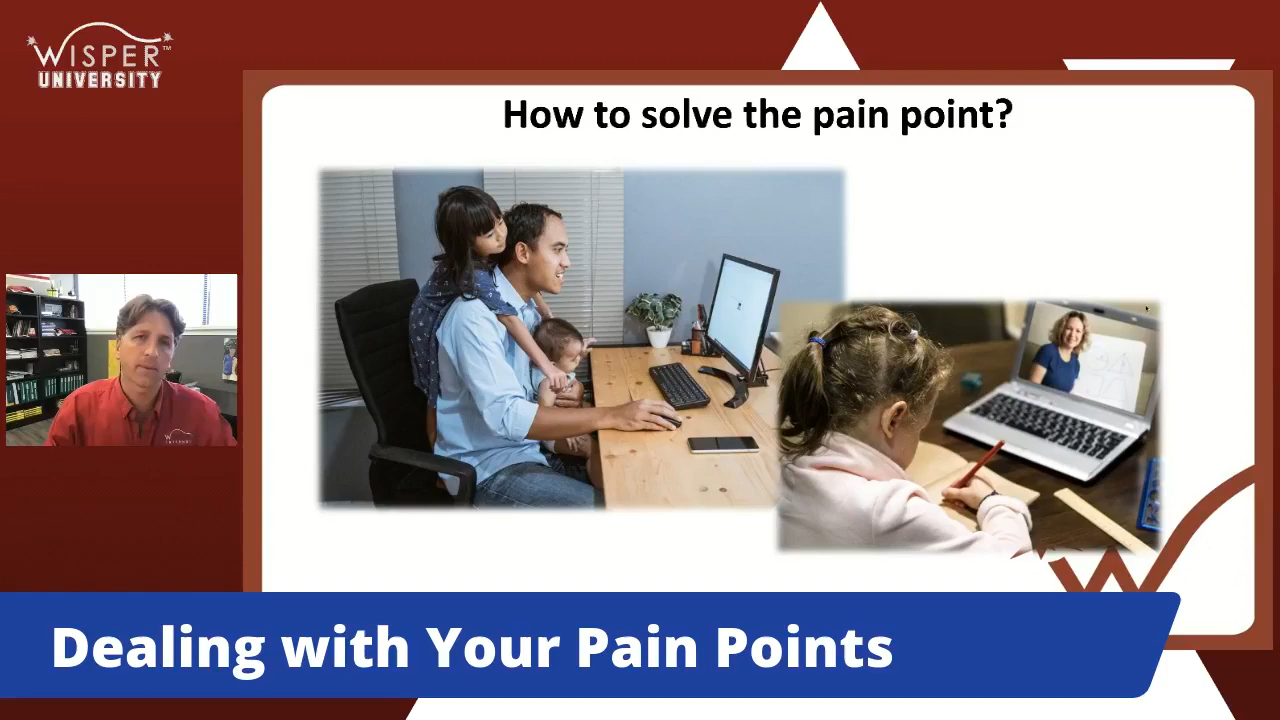 WISPER™
UNIVERSITY
How to solve the pain point?
Dealing with Your Pain Points